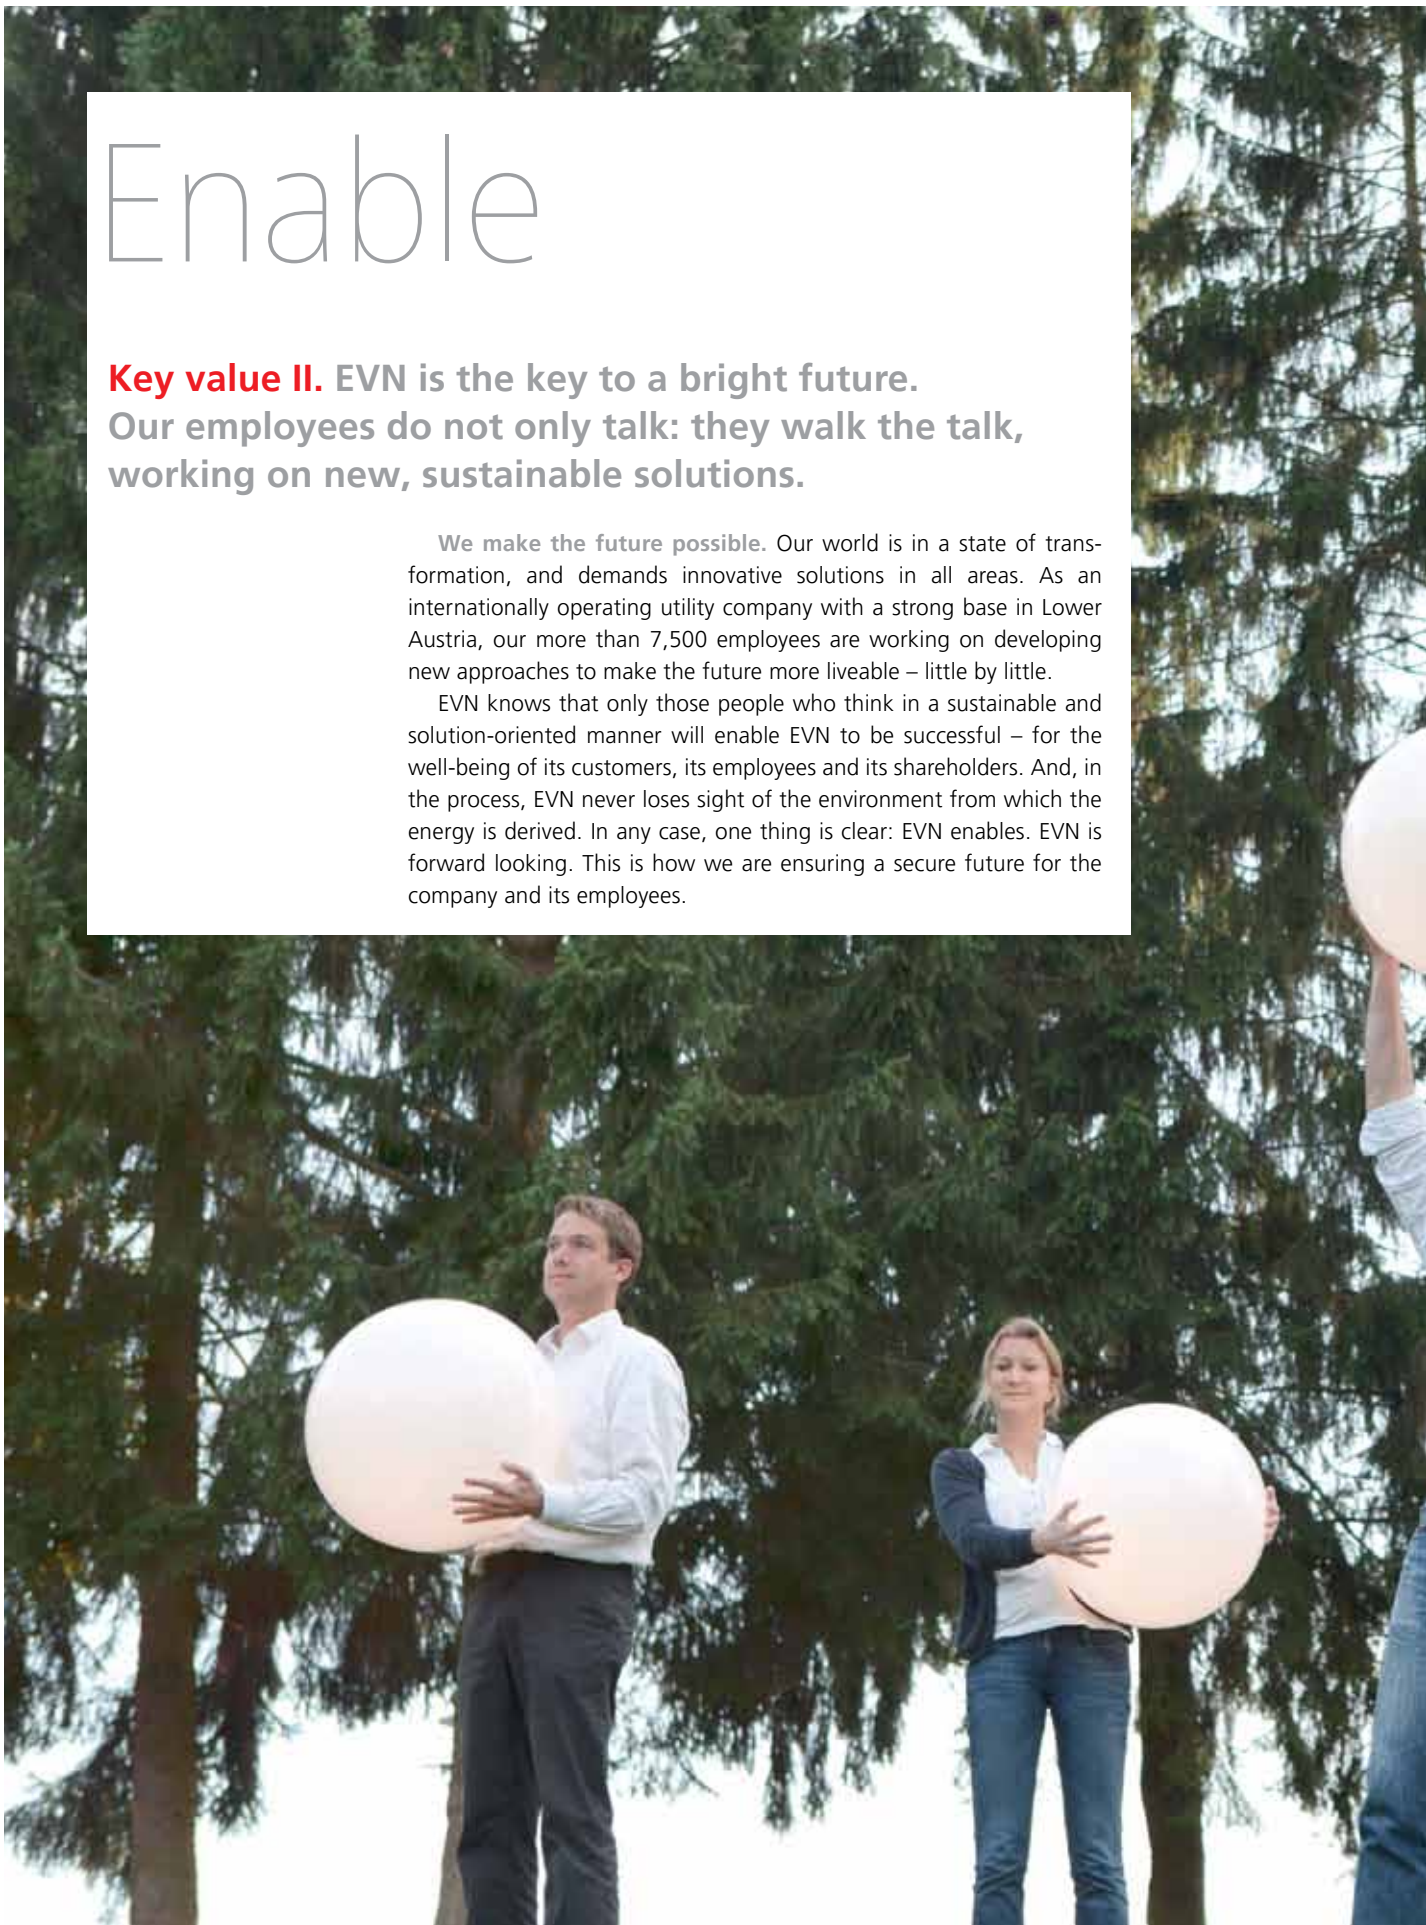 Enable
Key value II. EVN is the key to a bright future.
Our employees do not only talk: they walk the talk,
working on new, sustainable solutions.
We make the future possible. Our world is in a state of trans-
formation, and demands innovative solutions in all areas. As an
internationally operating utility company with a strong base in Lower
Austria, our more than 7,500 employees are working on developing
new approaches to make the future more liveable – little by little.
EVN knows that only those people who think in a sustainable and
solution-oriented manner will enable EVN to be successful – for the
well-being of its customers, its employees and its shareholders. And, in
the process, EVN never loses sight of the environment from which the
energy is derived. In any case, one thing is clear: EVN enables. EVN is
forward looking. This is how we are ensuring a secure future for the
company and its employees.